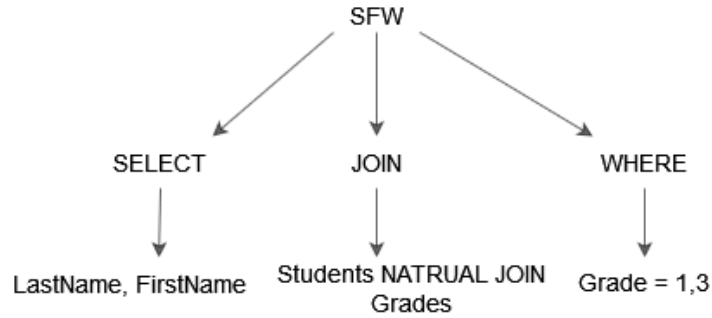 SFW
SELECT
JOIN
WHERE
LastName, FirstName
Students NATRUAL JOIN
Grades
Grade = 1,3